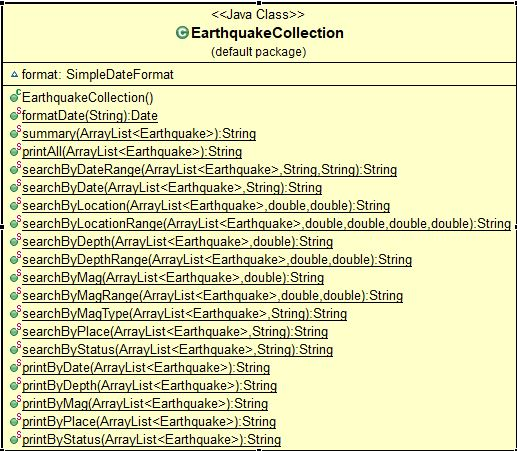 <<Java Class>>
EarthquakeCollection
(default package)
format: SimpleDateFormat
EarthquakeCollection()
formatDate(String):Date
summary(ArrayList<Earthquake>):String
printAll(ArrayList<Earthquake>):String
searchByDateRange(ArrayList<Earthquake>,String,String):String
searchByDate(ArrayList<Earthquake>,String):String
searchByLocation(ArrayList<Earthquake>,double,double):String
searchByLocationRange(ArrayList<Earthquake>,double,double,double,double):String
searchByDepth(ArrayList<Earthquake>,double):String
searchByDepthRange(ArrayList<Earthquake>,double,double):String
searchByMag(ArrayList<Earthquake>,double):String
searchByMagRange(ArrayList<Earthquake>,double,double):String
searchByMagType(ArrayList<Earthquake>,String):String
searchByPlace(ArrayList<Earthquake>,String):String
searchByStatus(ArrayList<Earthquake>,String):String
printByDate(ArrayList<Earthquake>):String
printByDepth(ArrayList<Earthquake>):String
printByMag(ArrayList<Earthquake>):String
printByPlace(ArrayList<Earthquake>):String
printByStatus(ArrayList<Earthquake>):String